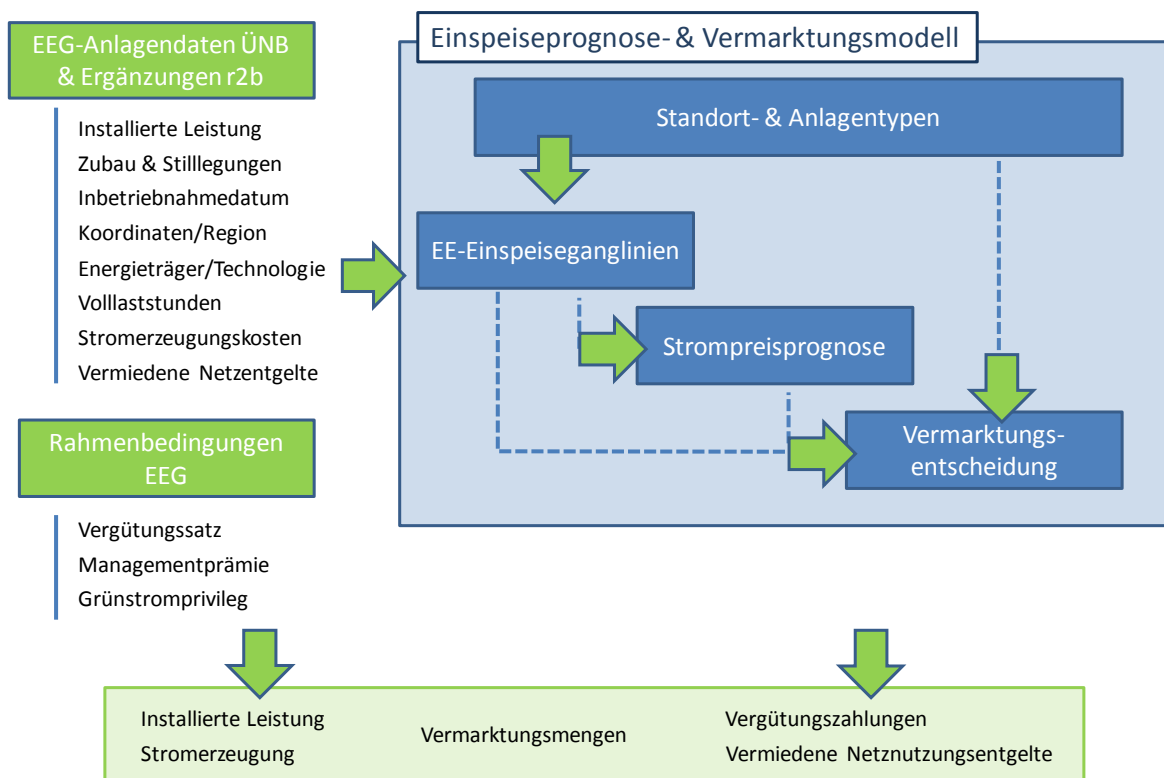 EEG-Anlagendaten ÜNB
& Ergänzungen r2b
Installierte Leistung
Zubau & Stilllegungen
Inbetriebnahmedatum
Koordinaten/Region
Energieträger/Technologie
Volllaststunden
Stromerzeugungskosten
Vermiedene Netzentgelte
Rahmenbedingungen
EEG
Vergütungssatz
Managementprämie
Grünstromprivileg
Einspeiseprognose- & Vermarktungsmodell
Standort- & Anlagentypen
EE-Einspeiseganglinien
Strompreisprognose
Vermarktungs-
entscheidung
Installierte Leistung
Stromerzeugung
Vermarktungsmengen
Vergütungszahlungen
Vermiedene Netznutzungsentgelte